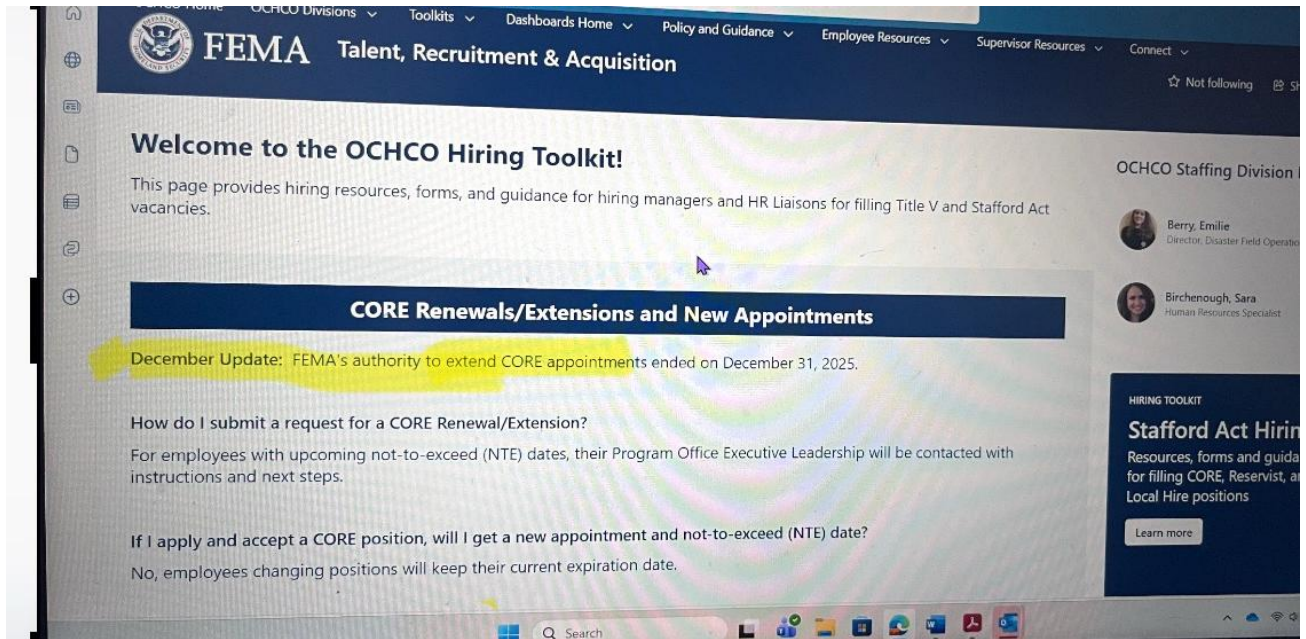 OCHCO Divisions
Toolkits
Dashboards Home
Policy and Guidance
Employee Resources
Supervisor Resources
Connect
FEMA Talent, Recruitment & Acquisition
Not following
Welcome to the OCHCO Hiring Toolkit!
This page provides hiring resources, forms, and guidance for hiring managers and HR Liaisons for filling Title V and Stafford Act
vacancies.
OCHCO Staffing Division
Berry, Emilie
Director, Disaster Field
Birchenough, Sara
Human Resources Specialist
CORE Renewals/Extensions and New Appointments
December Update: FEMA's authority to extend CORE appointments ended on December 31, 2025.
How do I submit a request for a CORE Renewal/Extension?
For employees with upcoming not-to-exceed (NTE) dates, their Program Office Executive Leadership will be contacted with
instructions and next steps.
If I apply and accept a CORE position, will I get a new appointment and not-to-exceed (NTE) date?
No, employees changing positions will keep their current expiration date.
HIRING TOOLKIT
Stafford Act
Resources, forms and
for filling CORE, Reservist,
Local Hire positions
Learn more
Search